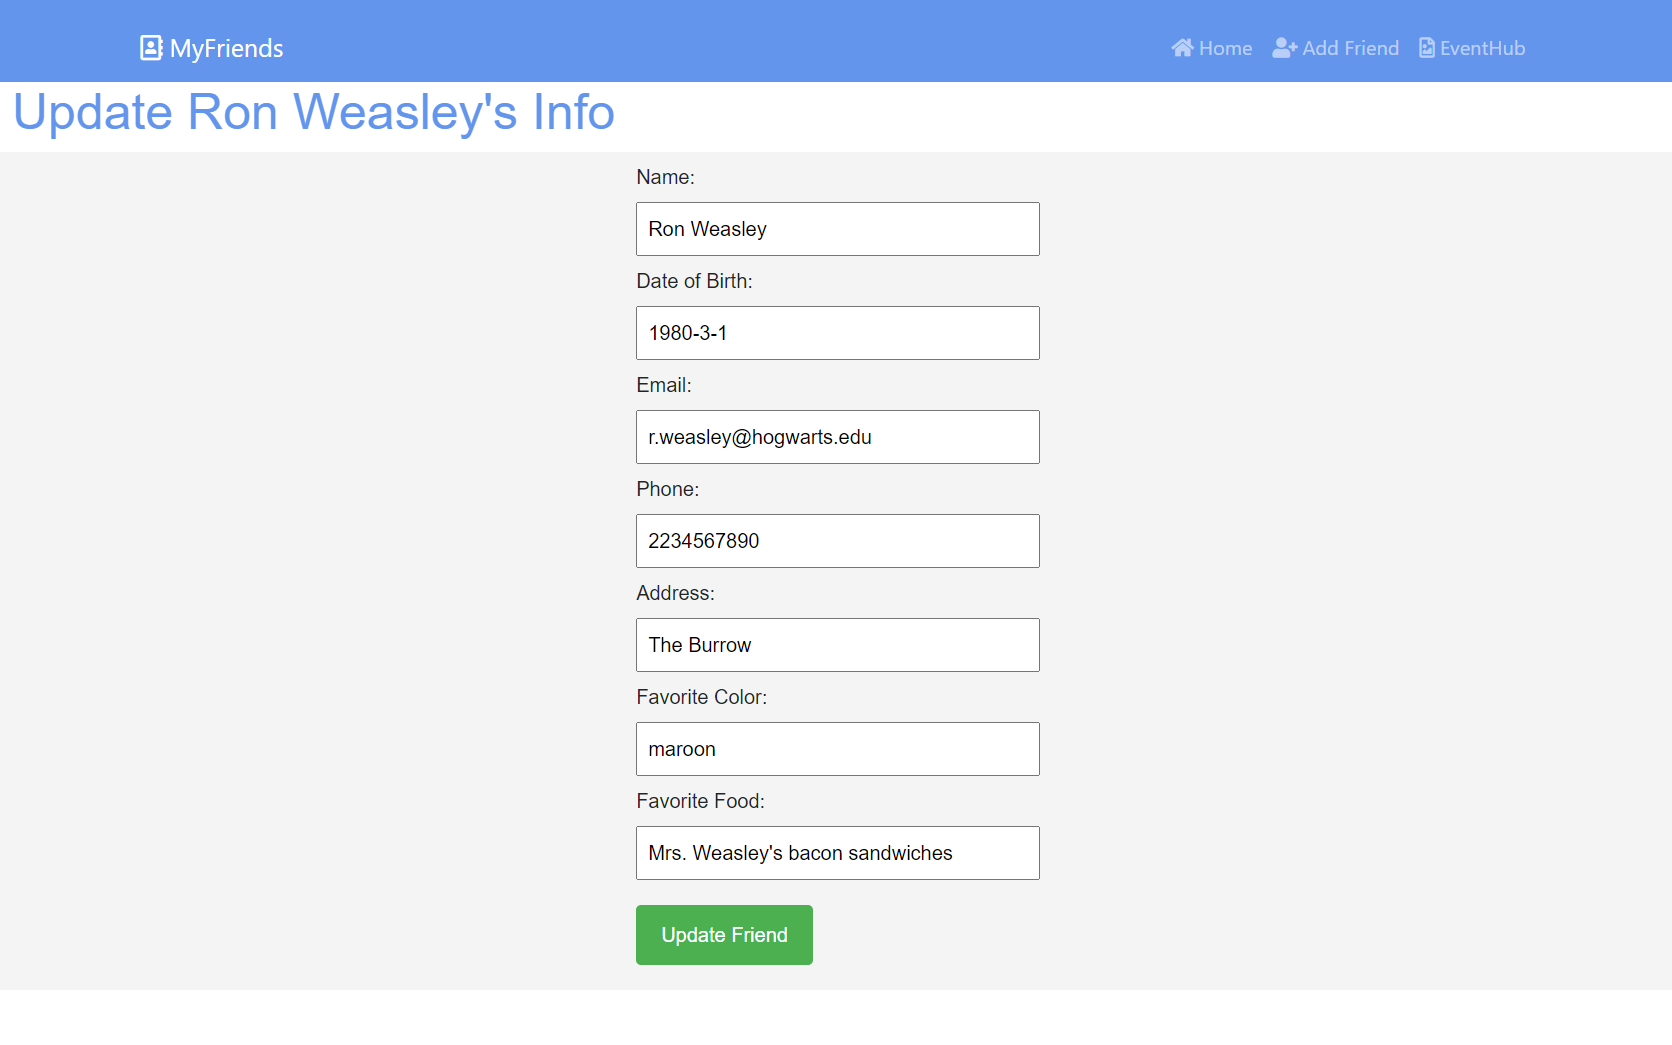 MyFriends
Home Add Friend EventHub
Update Ron Weasley's Info
Name:
Ron Weasley
Date of Birth:
1980-3-1
Email:
r.weasley@hogwarts.edu
Phone:
2234567890
Address:
The Burrow
Favorite Color:
maroon
Favorite Food:
Mrs. Weasley's bacon sandwiches
Update Friend